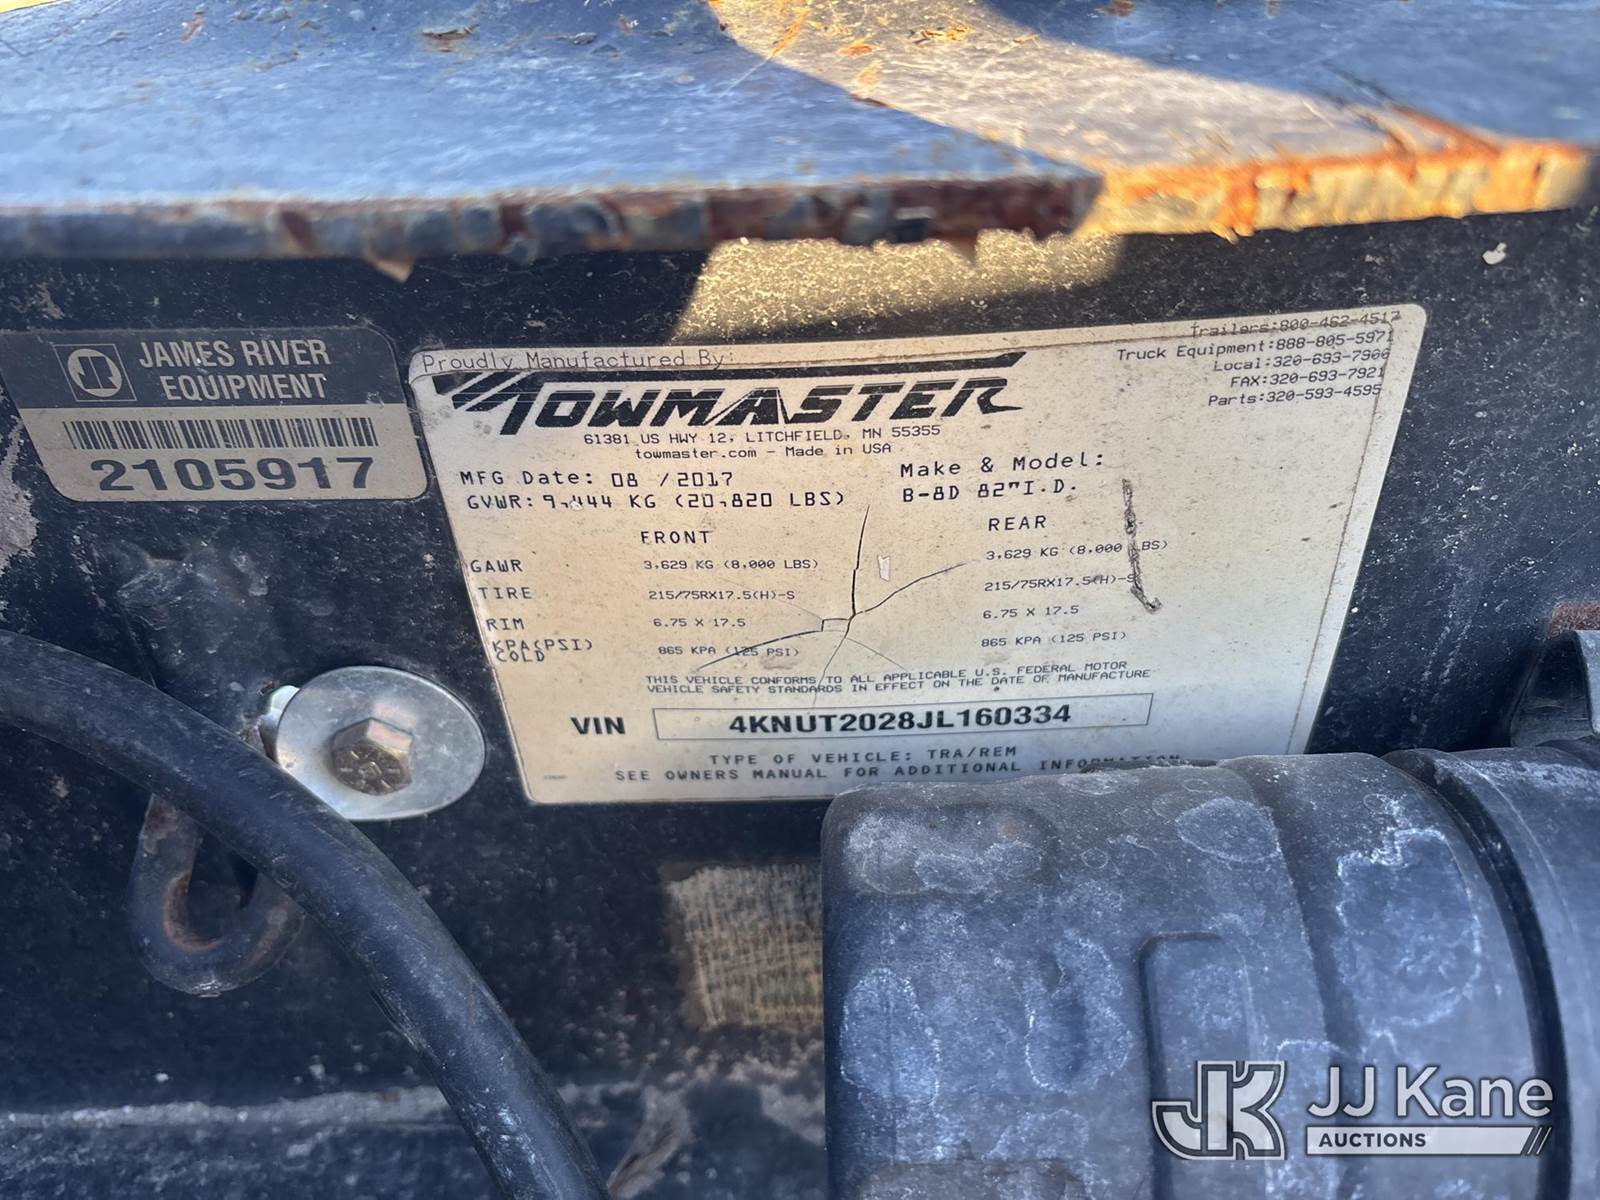 JAMES RIVER
EQUIPMENT
2105917
Proudly Manufactured By:
TOWMASTER
61381 US HWY 12, LITCHFIELD, MN 55355
towmaster.com - Made in USA
Trailers:800-462-4517
Truck Equipment:888-805-5971
Local:320-693-7900
FAX:320-693-7921
Parts:320-593-4595
MFG Date: 08 /2017
GVWR: 9,444 KG (20,820 LBS)
Make & Model:
B-8D 82"I.D.
FRONT REAR
GAWR 3,629 KG (8,000 LBS) 3,629 KG (8,000 LBS)
TIRE 215/75RX17.5(H)-S 215/75RX17.5(H)-S
RIM 6.75 X 17.5 6.75 X 17.5
KPA(PSI) 865 KPA (125 PSI) 865 KPA (125 PSI)
COLD
THIS VEHICLE CONFORMS TO ALL APPLICABLE U.S. FEDERAL MOTOR
VEHICLE SAFETY STANDARDS IN EFFECT ON THE DATE OF MANUFACTURE
VIN 4KNUT2028JL160334
TYPE OF VEHICLE: TRA/REM
SEE OWNERS MANUAL FOR ADDITIONAL INFORMATION
JJ Kane
AUCTIONS